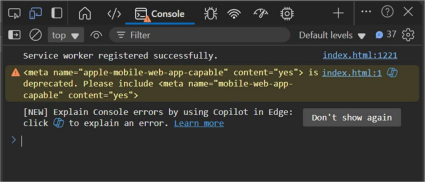 Console
top
Filter
Default levels
37
Service worker registered successfully. index.html:1221
<meta name="apple-mobile-web-app-capable" content="yes"> is index.html:1
deprecated. Please include <meta name="mobile-web-app-
capable" content="yes">
[NEW] Explain Console errors by using Copilot in Edge:
click to explain an error. Learn more
Don't show again